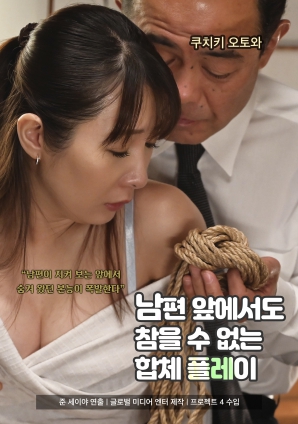 쿠치키 오토와
"남편이 지켜 보는 앞에서
숨겨 왔던 본능이 폭발한다"
남편 앞에서도
참을 수 없는
합체 플레이
준 세이야 연출 | 글로벌 미디어 엔터 제작 | 프로젝트 4 수입